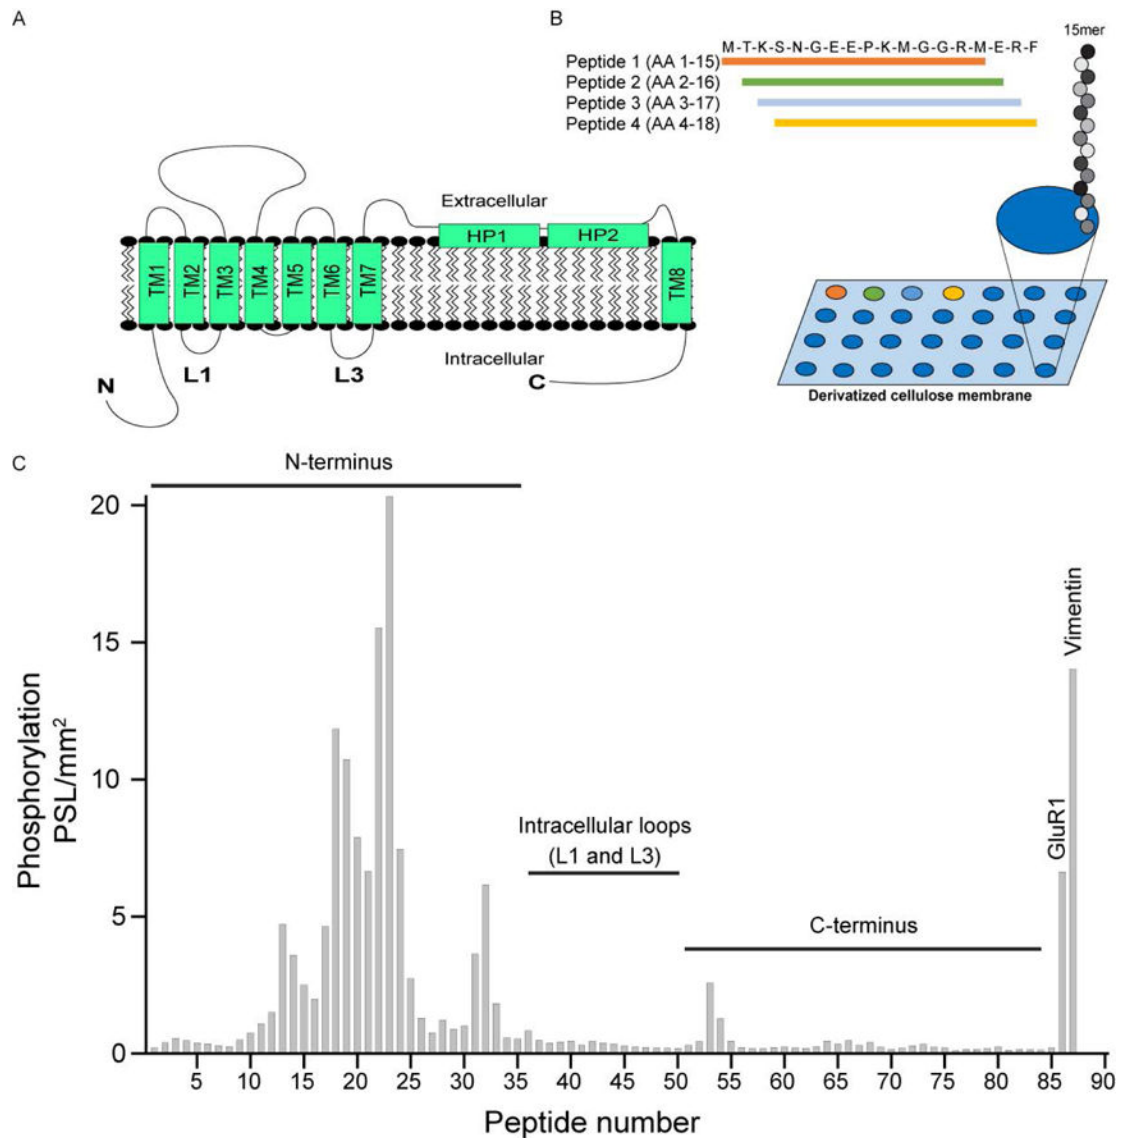 A
Extracellular
HP1
HP2
TM1
TM2
TM3
TM4
TM5
TM6
TM7
TM8
Intracellular
N
L1
L3
C
B
15mer
M-T-K-S-N-G-E-E-P-K-M-G-G-R-M-E-R-F
Peptide 1 (AA 1-15)
Peptide 2 (AA 2-16)
Peptide 3 (AA 3-17)
Peptide 4 (AA 4-18)
Derivatized cellulose membrane
C
N-terminus
Intracellular loops
(L1 and L3)
C-terminus
GluR1
Vimentin
Phosphorylation
PSL/mm²
20
15
10
5
0
5 10 15 20 25 30 35 40 45 50 55 60 65 70 75 80 85 90
Peptide number